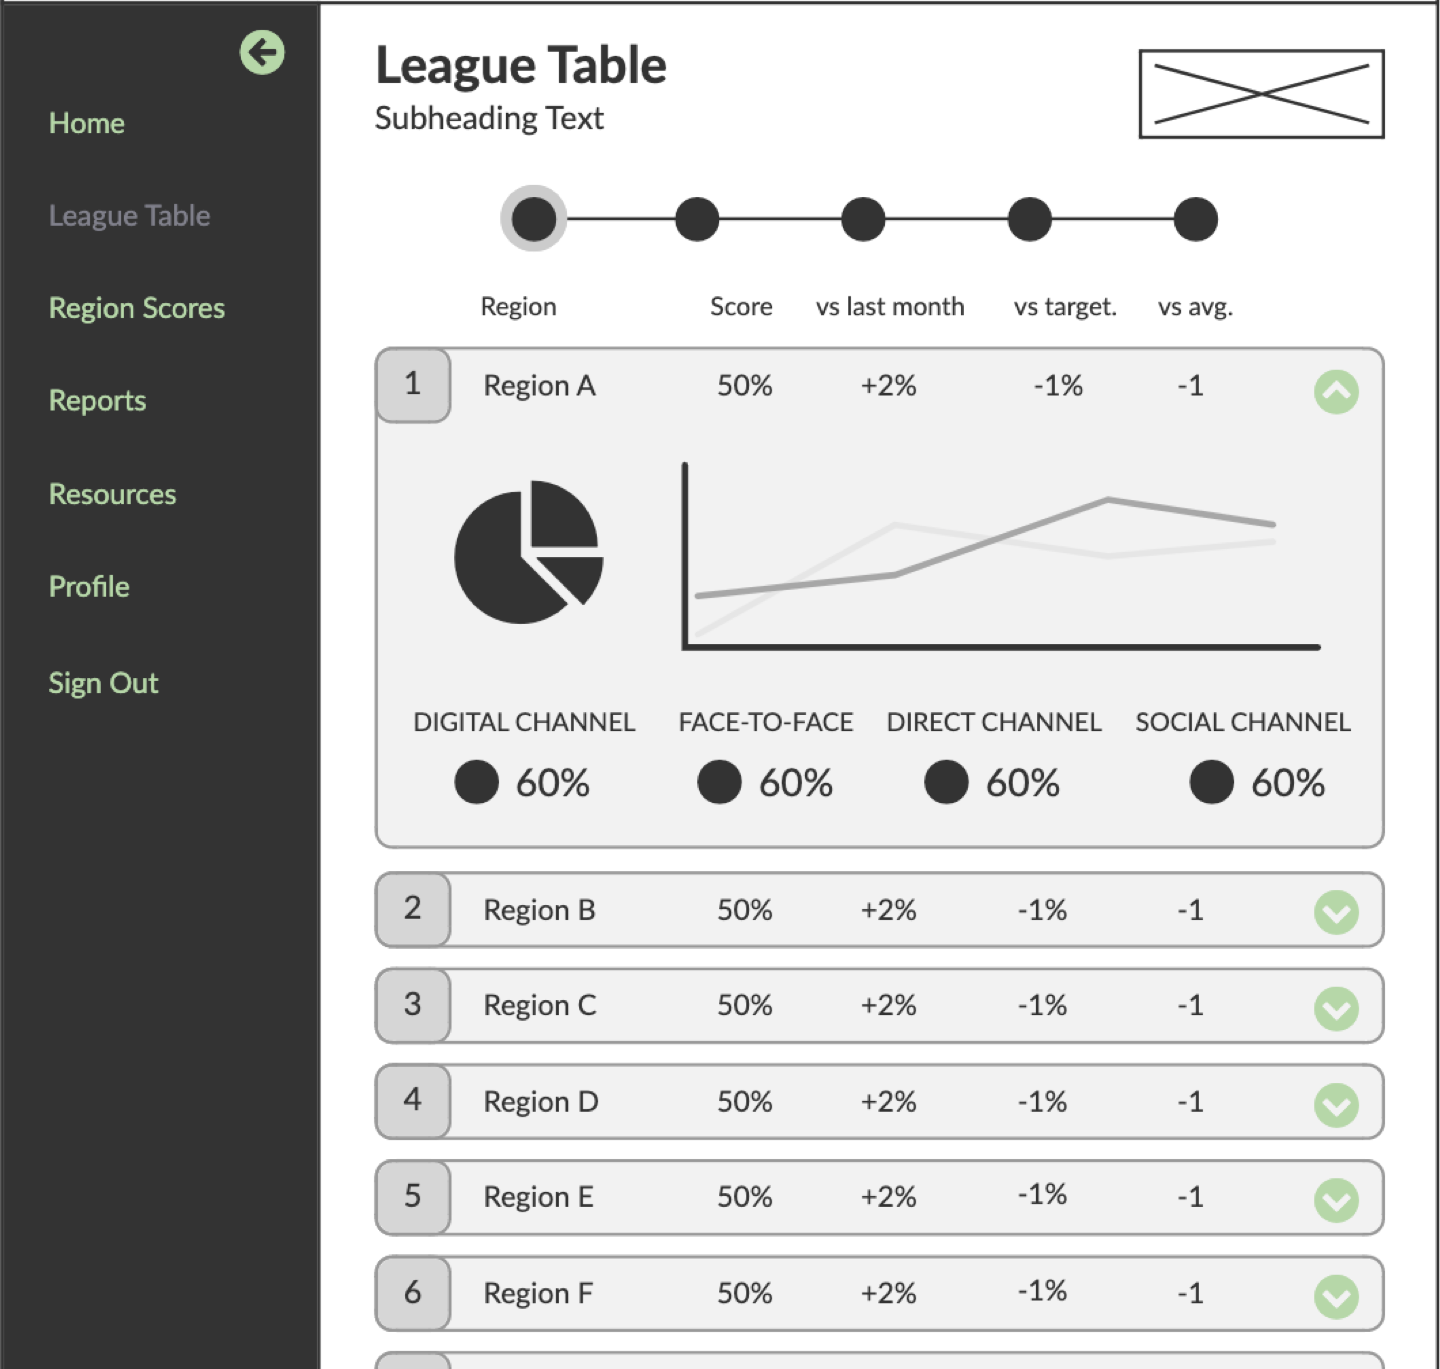 Home
League Table
Region Scores
Reports
Resources
Profile
Sign Out
League Table
Subheading Text
Region Score vs last month vs target. vs avg.
1 Region A 50% +2% -1% -1
DIGITAL CHANNEL FACE-TO-FACE DIRECT CHANNEL SOCIAL CHANNEL
60% 60% 60% 60%
2 Region B 50% +2% -1% -1
3 Region C 50% +2% -1% -1
4 Region D 50% +2% -1% -1
5 Region E 50% +2% -1% -1
6 Region F 50% +2% -1% -1